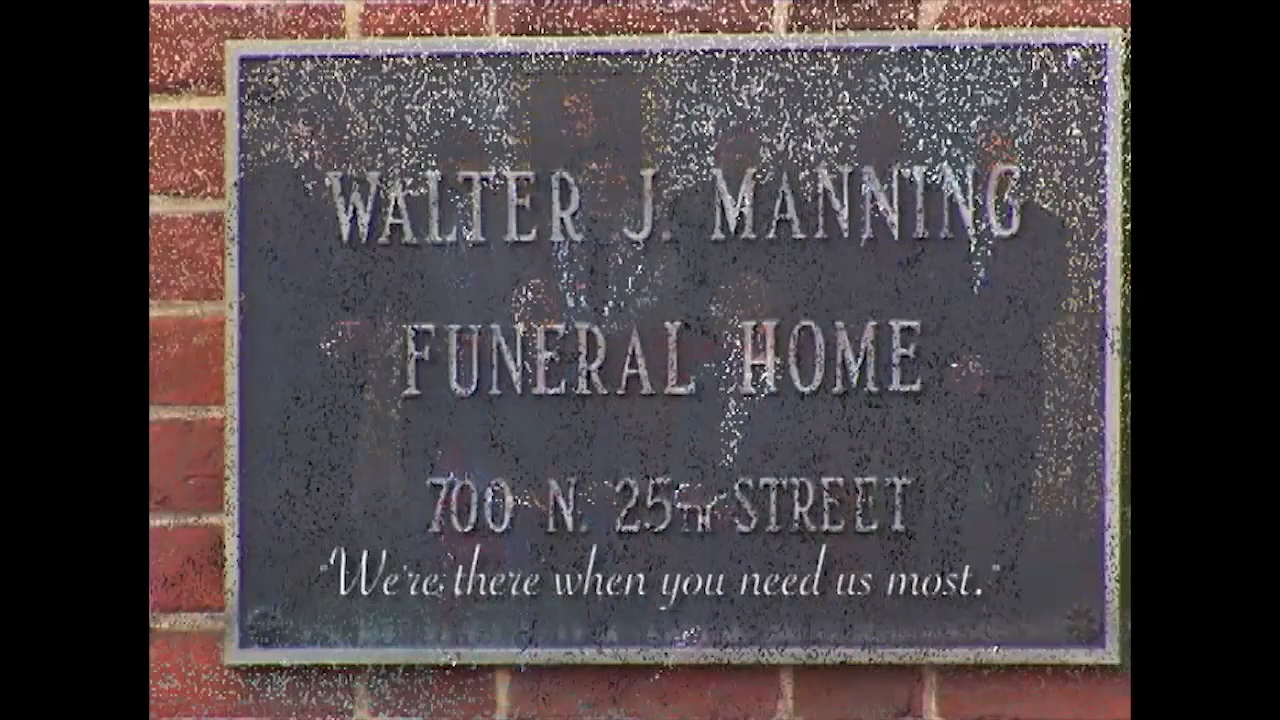 WALTER J. MANNING
FUNERAL HOME
700 N. 25TH STREET
"We're there when you need us most."